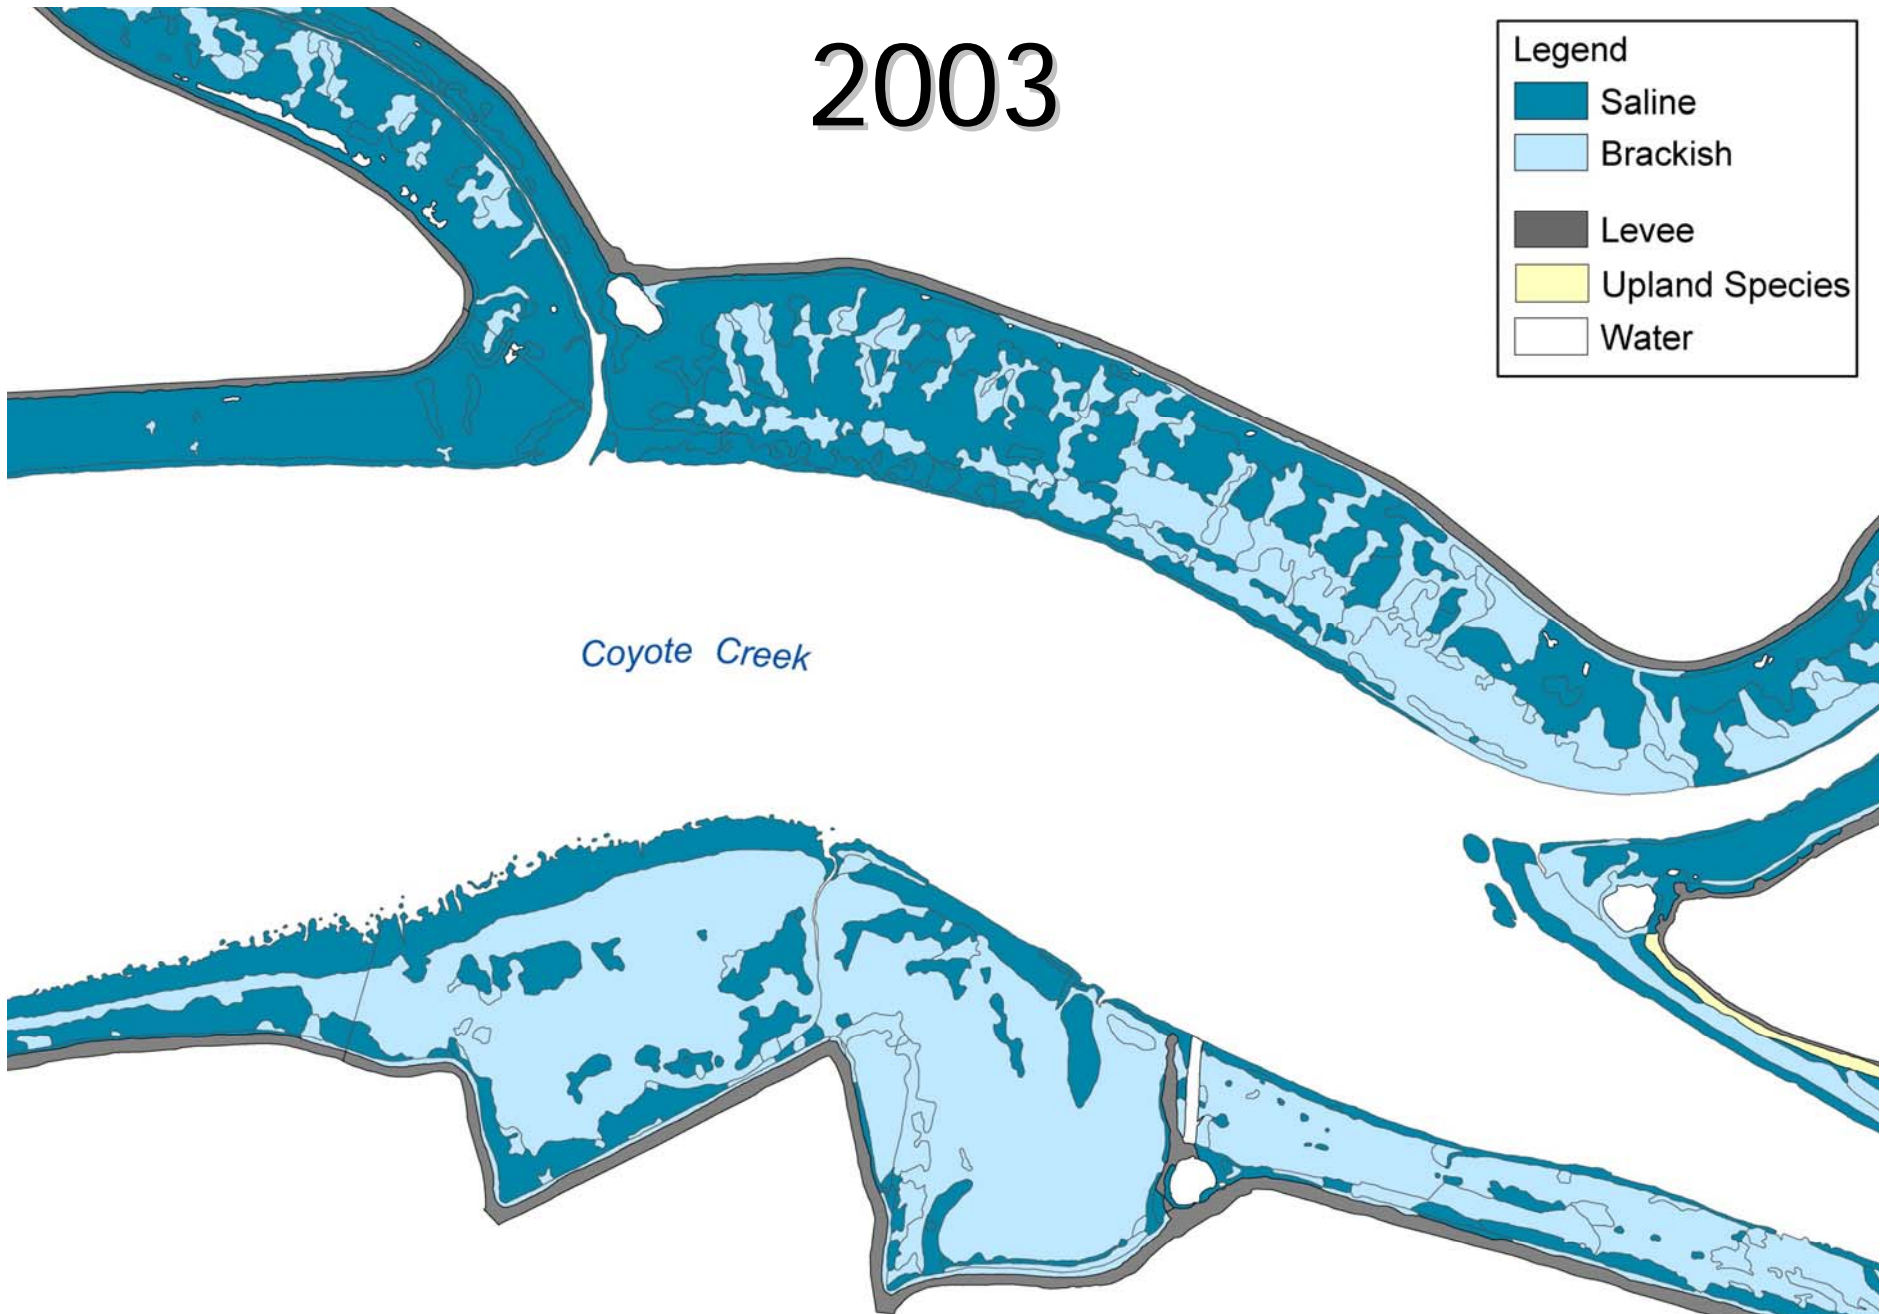 2003
Legend
Saline
Brackish
Levee
Upland Species
Water
Coyote Creek